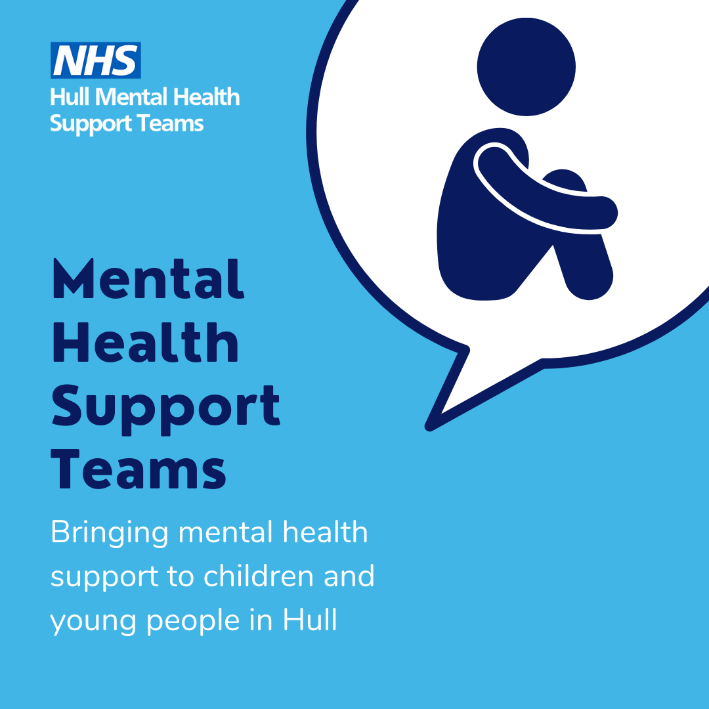 NHS
Hull Mental Health
Support Teams
Mental
Health
Support
Teams
Bringing mental health
support to children and
young people in Hull